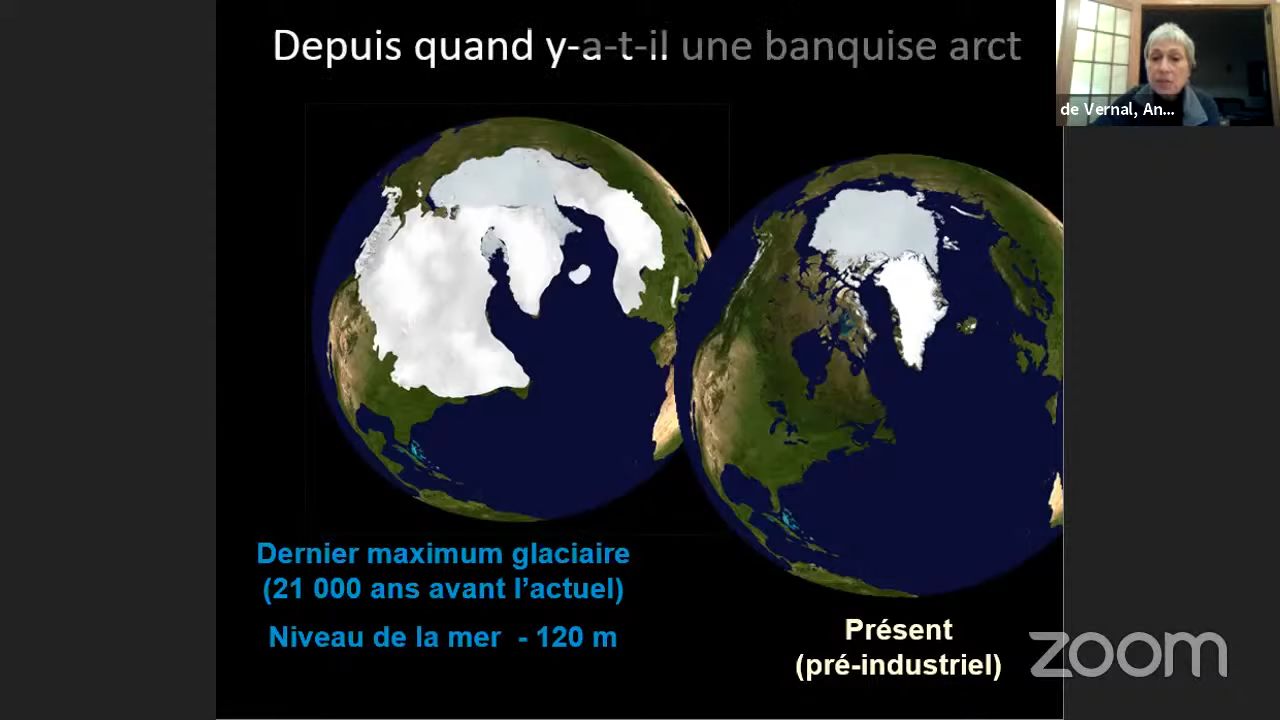 Depuis quand y-a-t-il une banquise arct
de Vernal, An...
Dernier maximum glaciaire
(21 000 ans avant l’actuel)
Niveau de la mer - 120 m
Présent
(pré-industriel)
zoom